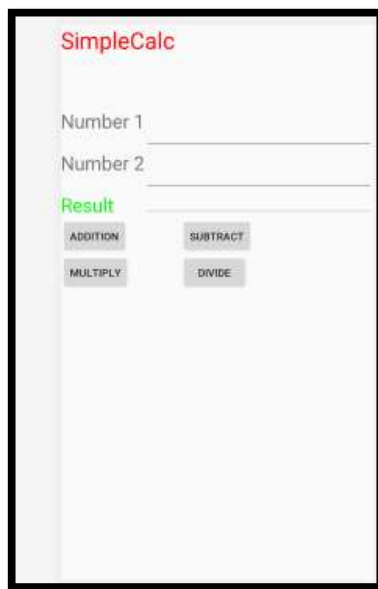 SimpleCalc
Number 1
Number 2
Result
ADDITION SUBTRACT
MULTIPLY DIVIDE